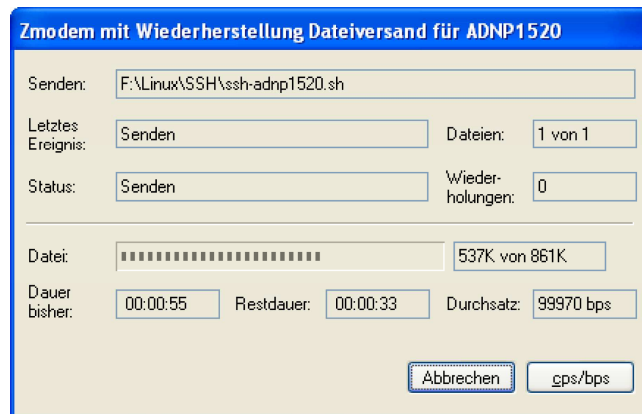 Zmodem mit Wiederherstellung Dateiversand für ADNP1520
Senden: F:\Linux\SSH\ssh-adnp1520.sh
Letztes Ereignis: Senden Dateien: 1 von 1
Status: Senden Wieder-holungen: 0
Datei: 537K von 861K
Dauer bisher: 00:00:55 Restdauer: 00:00:33 Durchsatz: 99970 bps
Abbrechen cps/bps